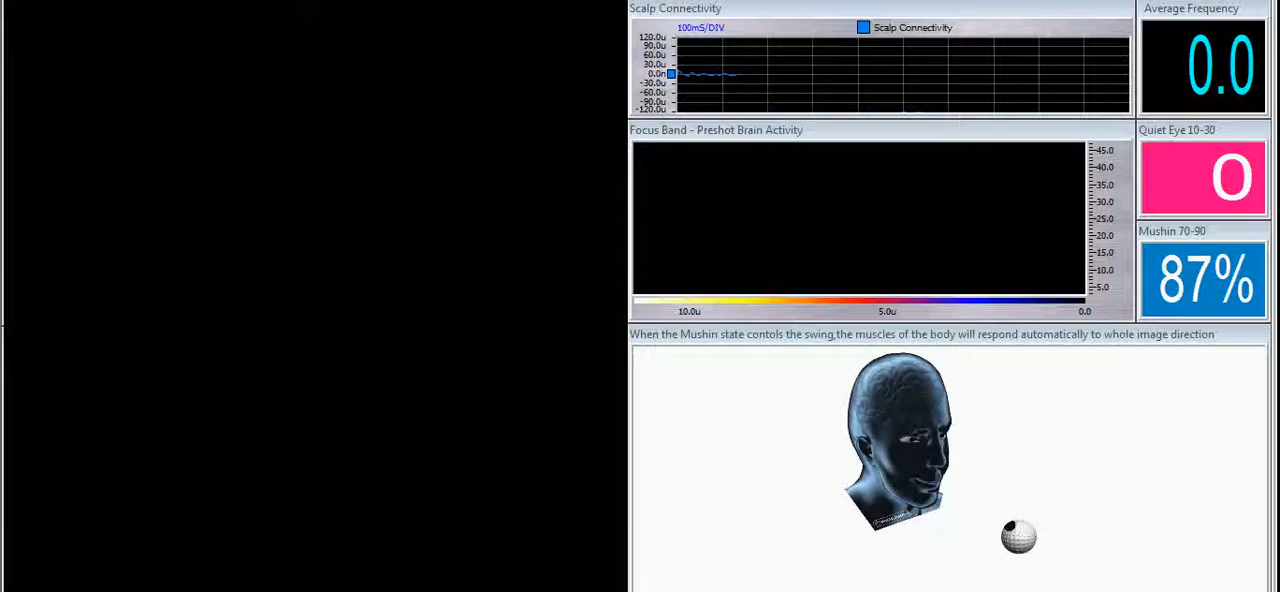 Scalp Connectivity
100mS/DIV
Scalp Connectivity
120.0u
90.0u
60.0u
30.0u
0.0n
-30.0u
-60.0u
-90.0u
-120.0u
Average Frequency
0.0
Focus Band - Preshot Brain Activity
45.0
40.0
35.0
30.0
25.0
20.0
15.0
10.0
5.0
10.0u 5.0u 0.0
Quiet Eye 10-30
0
Mushin 70-90
87%
When the Mushin state contols the swing,the muscles of the body will respond automatically to whole image direction